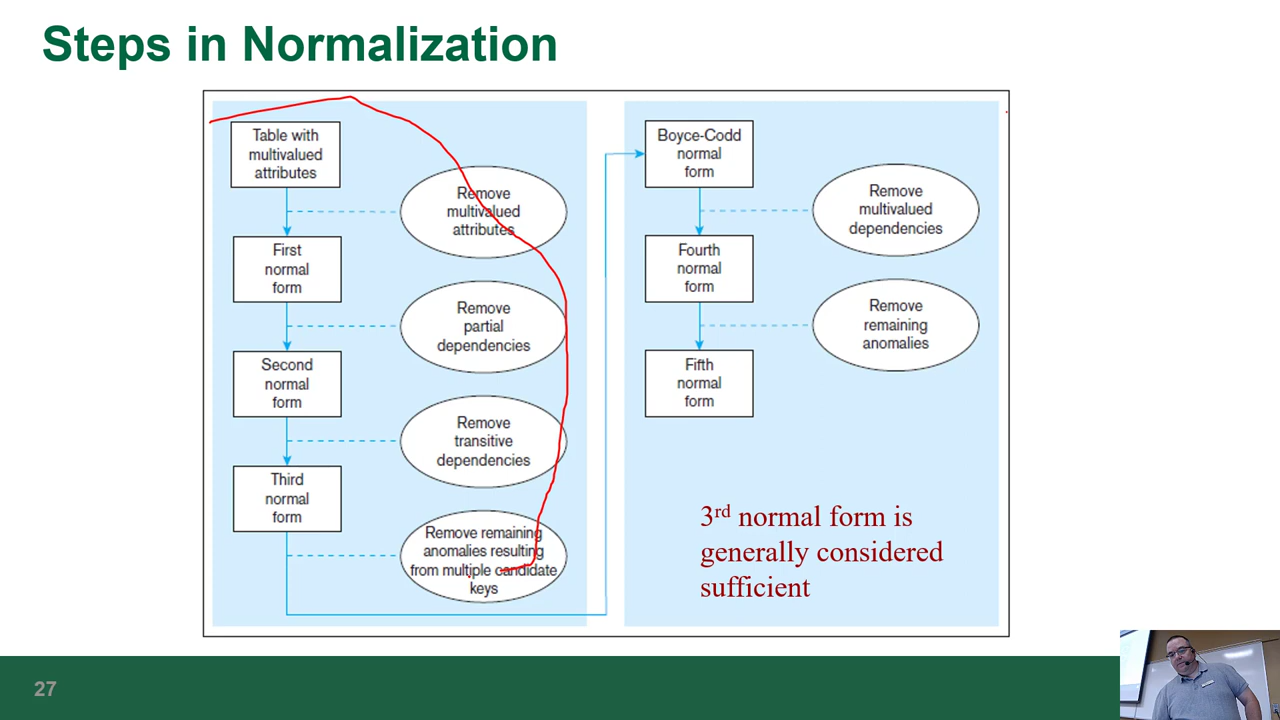 Steps in Normalization
Table with
multivalued
attributes
Remove
multivalued
attributes
First
normal
form
Remove
partial
dependencies
Second
normal
form
Remove
transitive
dependencies
Third
normal
form
Remove remaining
anomalies resulting
from multiple candidate
keys
Boyce-Codd
normal
form
Remove
multivalued
dependencies
Fourth
normal
form
Remove
remaining
anomalies
Fifth
normal
form
3rd normal form is
generally considered
sufficient
27